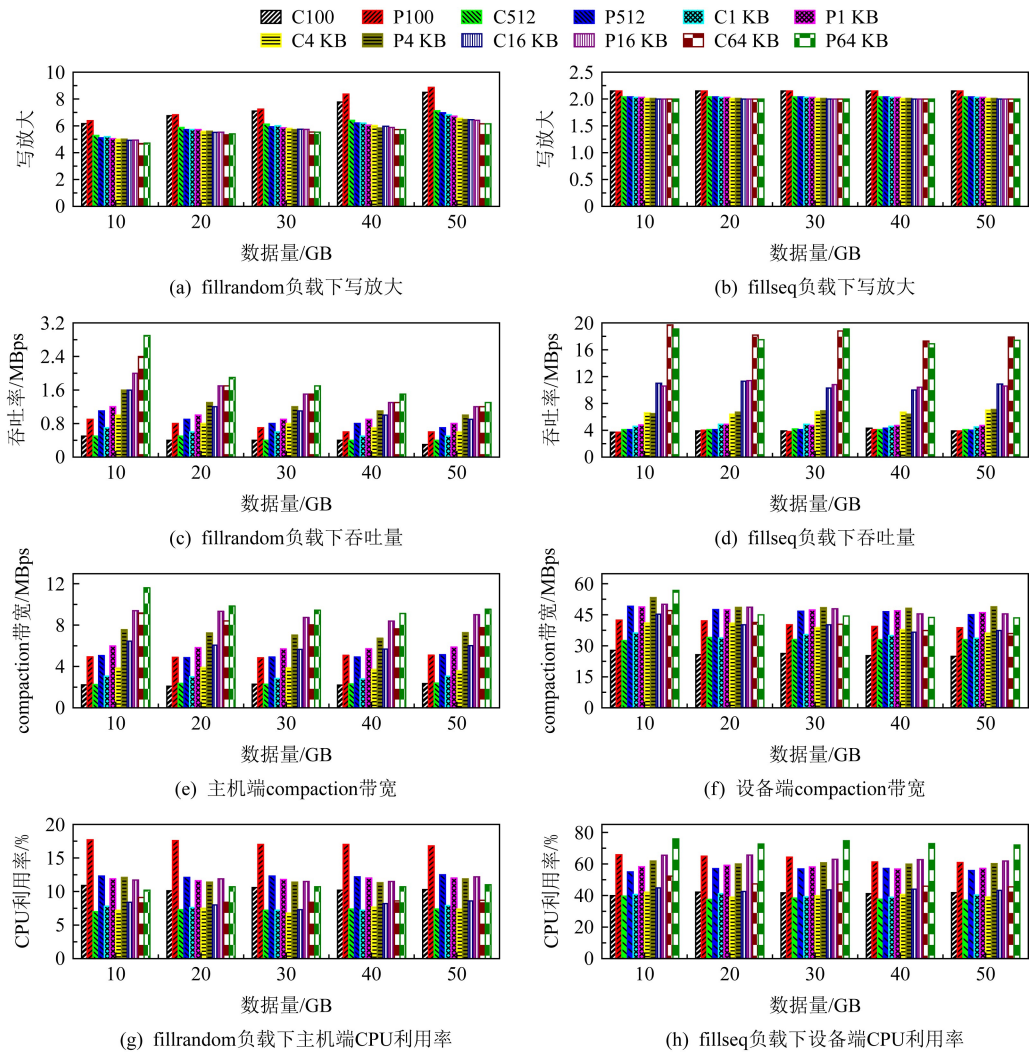 C100 P100 C512 P512 C1 KB P1 KB
C4 KB P4 KB C16 KB P16 KB C64 KB P64 KB
写放大
10
8
6
4
2
0
10 20 30 40 50
数据量/GB
(a) fillrandom负载下写放大
写放大
2.5
2.0
1.5
1.0
0.5
0
10 20 30 40 50
数据量/GB
(b) fillseq负载下写放大
吞吐率/MBps
3.2
2.4
1.6
0.8
0
10 20 30 40 50
数据量/GB
(c) fillrandom负载下吞吐量
吞吐率/MBps
20
16
12
8
4
0
10 20 30 40 50
数据量/GB
(d) fillseq负载下吞吐量
compaction带宽/MBps
12
8
4
0
10 20 30 40 50
数据量/GB
(e) 主机端compaction带宽
compaction带宽/MBps
60
45
30
15
0
10 20 30 40 50
数据量/GB
(f) 设备端compaction带宽
CPU利用率/%
20
15
10
5
0
10 20 30 40 50
数据量/GB
(g) fillrandom负载下主机端CPU利用率
CPU利用率/%
80
60
40
20
0
10 20 30 40 50
数据量/GB
(h) fillseq负载下设备端CPU利用率